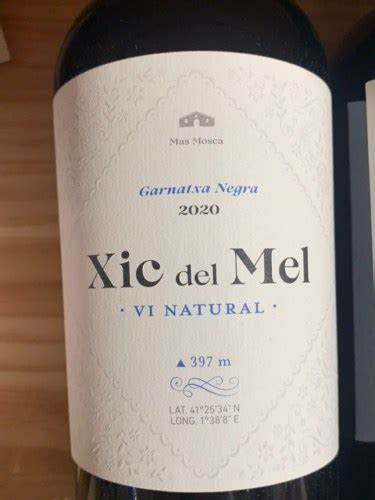 Mas Mosca
Garnatxa Negra
2020
Xic del Mel
· VI NATURAL ·
▲ 397 m
LAT. 41°25'34" N
LONG. 1°38'8" E